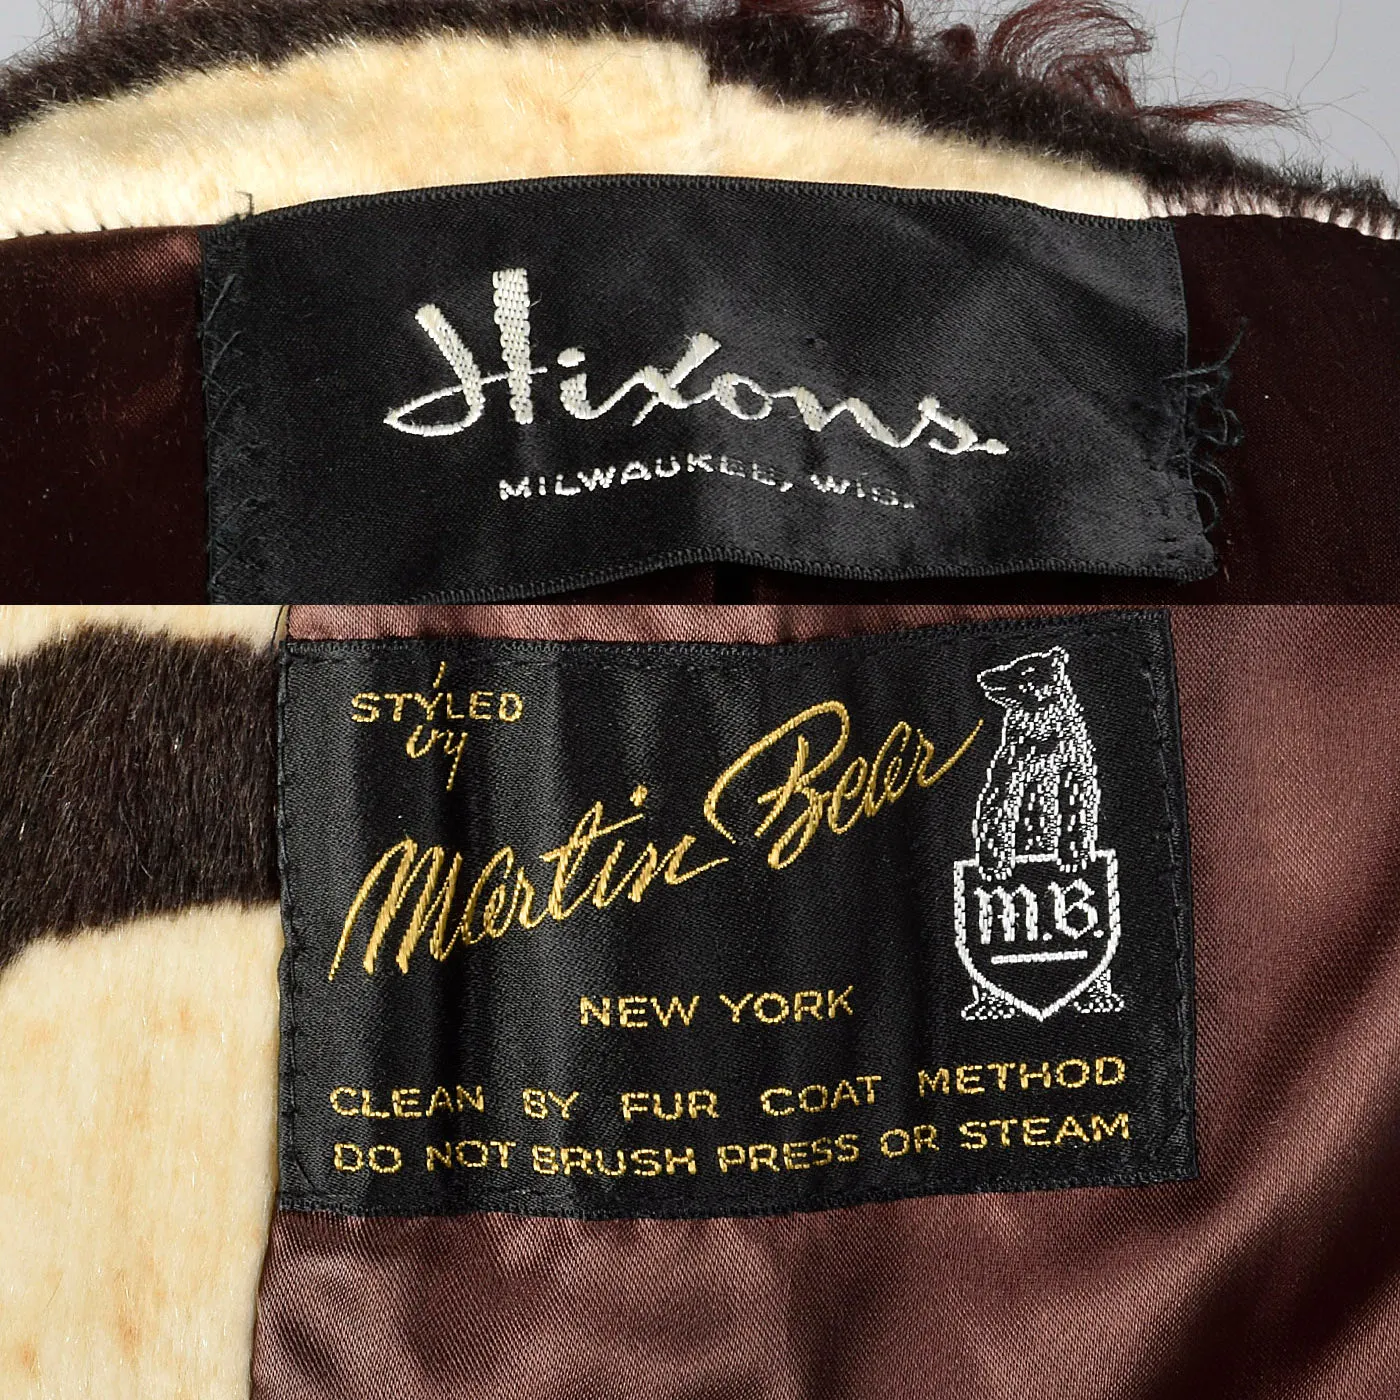 Hixons.
MILWAUKEE, WIS.
STYLED
by
Martin Beer
M.B.
NEW YORK
CLEAN BY FUR COAT METHOD
DO NOT BRUSH PRESS OR STEAM